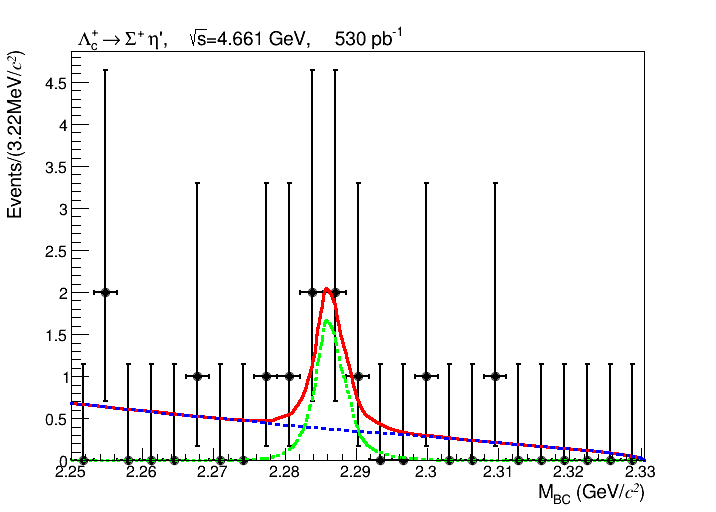 Λc+ → Σ+ η', √s=4.661 GeV, 530 pb-1
Events/(3.22MeV/c2)
4.5
4
3.5
3
2.5
2
1.5
1
0.5
0
2.25 2.26 2.27 2.28 2.29 2.3 2.31 2.32 2.33
MBC (GeV/c2)